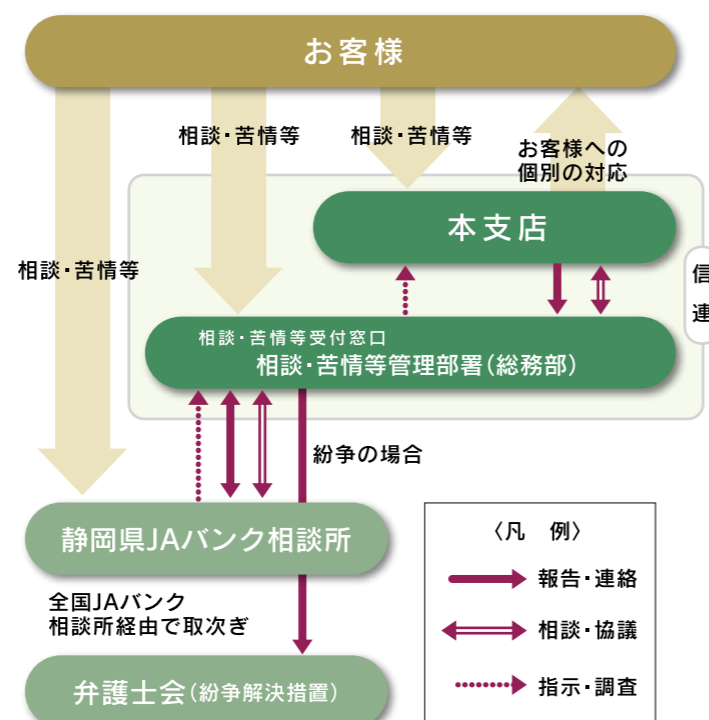 お客様
相談・苦情等
相談・苦情等
お客様への
個別の対応
本支店
相談・苦情等
信
連
相談・苦情等受付窓口
相談・苦情等管理部署(総務部)
紛争の場合
静岡県JAバンク相談所
全国JAバンク
相談所経由で取次ぎ
弁護士会(紛争解決措置)
〈凡　例〉
報告・連絡
相談・協議
指示・調査